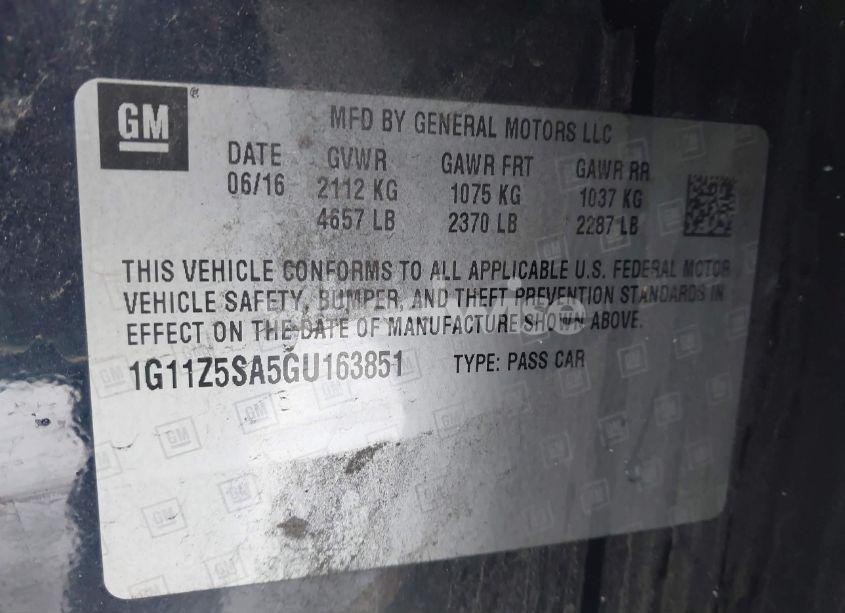 GM®
MFD BY GENERAL MOTORS LLC
DATE GVWR GAWR FRT GAWR RR
06/16 2112 KG 1075 KG 1037 KG
4657 LB 2370 LB 2287 LB
THIS VEHICLE CONFORMS TO ALL APPLICABLE U.S. FEDERAL MOTOR
VEHICLE SAFETY, BUMPER, AND THEFT PREVENTION STANDARDS IN
EFFECT ON THE DATE OF MANUFACTURE SHOWN ABOVE.
1G11Z5SA5GU163851 TYPE: PASS CAR
E